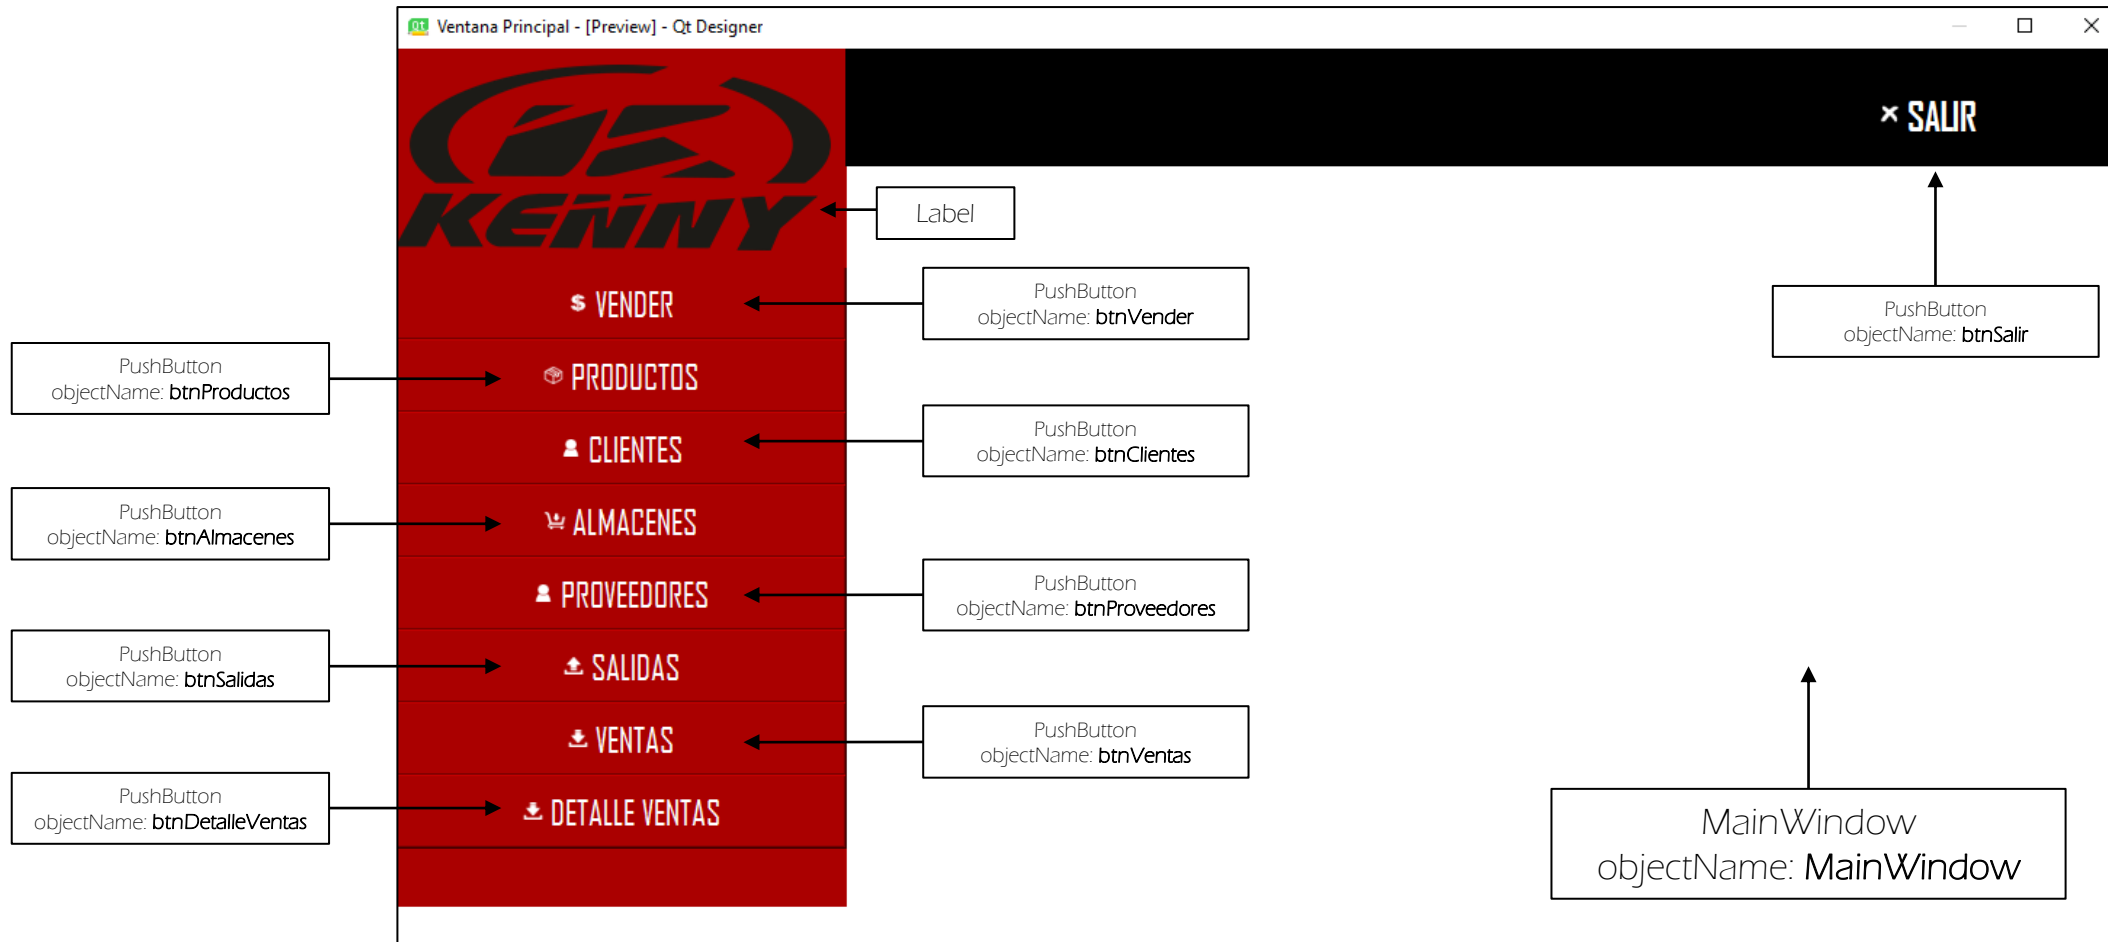 Ventana Principal - [Preview] - Qt Designer
SALIR
KENNY
Label
VENDER
PushButton
objectName: btnVender
PushButton
objectName: btnSalir
PRODUCTOS
PushButton
objectName: btnProductos
CLIENTES
PushButton
objectName: btnClientes
ALMACENES
PushButton
objectName: btnAlmacenes
PROVEEDORES
PushButton
objectName: btnProveedores
SALIDAS
PushButton
objectName: btnSalidas
VENTAS
PushButton
objectName: btnVentas
DETALLE VENTAS
PushButton
objectName: btnDetalleVentas
MainWindow
objectName: MainWindow